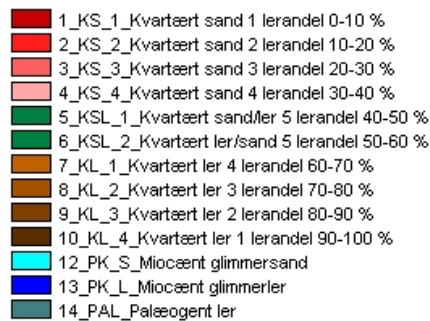 1_KS_1_Kvartært sand 1 lerandel 0-10 %
2_KS_2_Kvartært sand 2 lerandel 10-20 %
3_KS_3_Kvartært sand 3 lerandel 20-30 %
4_KS_4_Kvartært sand 4 lerandel 30-40 %
5_KSL_1_Kvartært sand/ler 5 lerandel 40-50 %
6_KSL_2_Kvartært ler/sand 5 lerandel 50-60 %
7_KL_1_Kvartært ler 4 lerandel 60-70 %
8_KL_2_Kvartært ler 3 lerandel 70-80 %
9_KL_3_Kvartært ler 2 lerandel 80-90 %
10_KL_4_Kvartært ler 1 lerandel 90-100 %
12_PK_S_Miocænt glimmersand
13_PK_L_Miocænt glimmerler
14_PAL_Palæogent ler